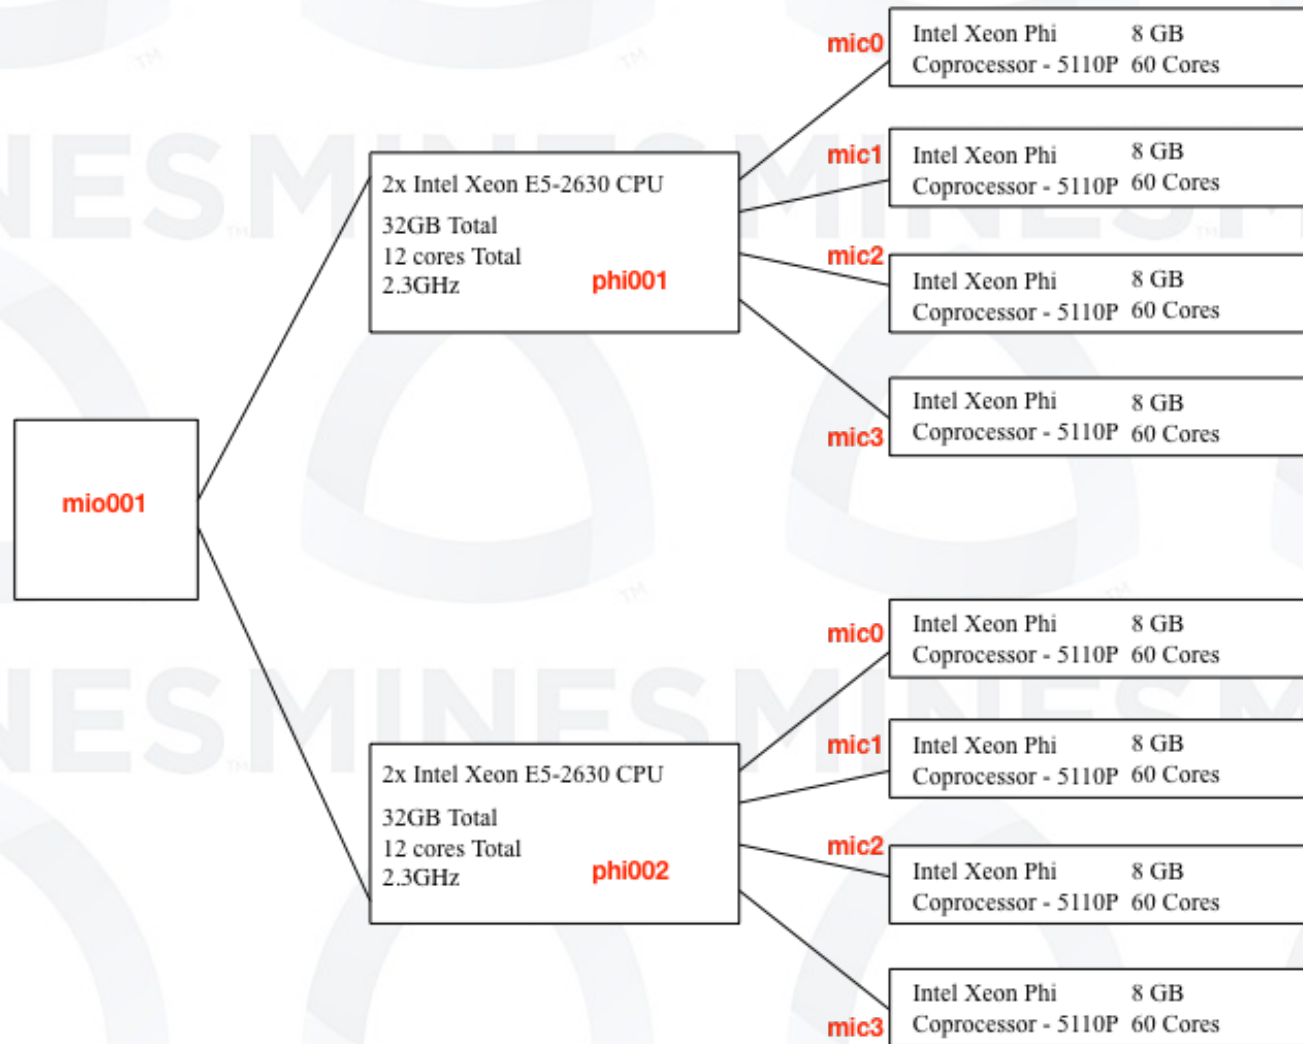 mic0
Intel Xeon Phi 8 GB
Coprocessor - 5110P 60 Cores
mic1
Intel Xeon Phi 8 GB
Coprocessor - 5110P 60 Cores
2x Intel Xeon E5-2630 CPU
32GB Total
12 cores Total
2.3GHz
phi001
mic2
Intel Xeon Phi 8 GB
Coprocessor - 5110P 60 Cores
mic3
Intel Xeon Phi 8 GB
Coprocessor - 5110P 60 Cores
mio001
mic0
Intel Xeon Phi 8 GB
Coprocessor - 5110P 60 Cores
mic1
Intel Xeon Phi 8 GB
Coprocessor - 5110P 60 Cores
2x Intel Xeon E5-2630 CPU
32GB Total
12 cores Total
2.3GHz
phi002
mic2
Intel Xeon Phi 8 GB
Coprocessor - 5110P 60 Cores
mic3
Intel Xeon Phi 8 GB
Coprocessor - 5110P 60 Cores
MINES